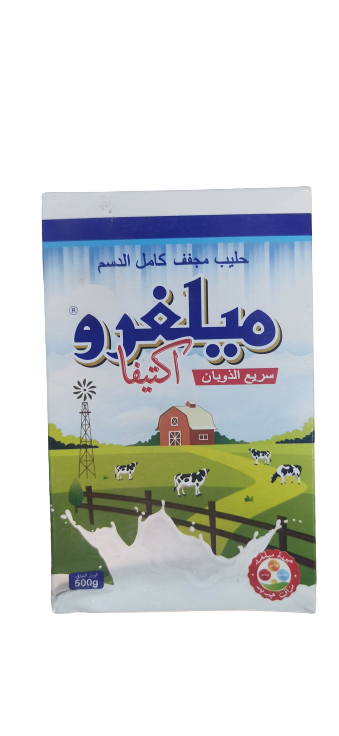 حليب مجفف كامل الدسم
ميلغرو
®
اكتيفا
سريع الذوبان
500g